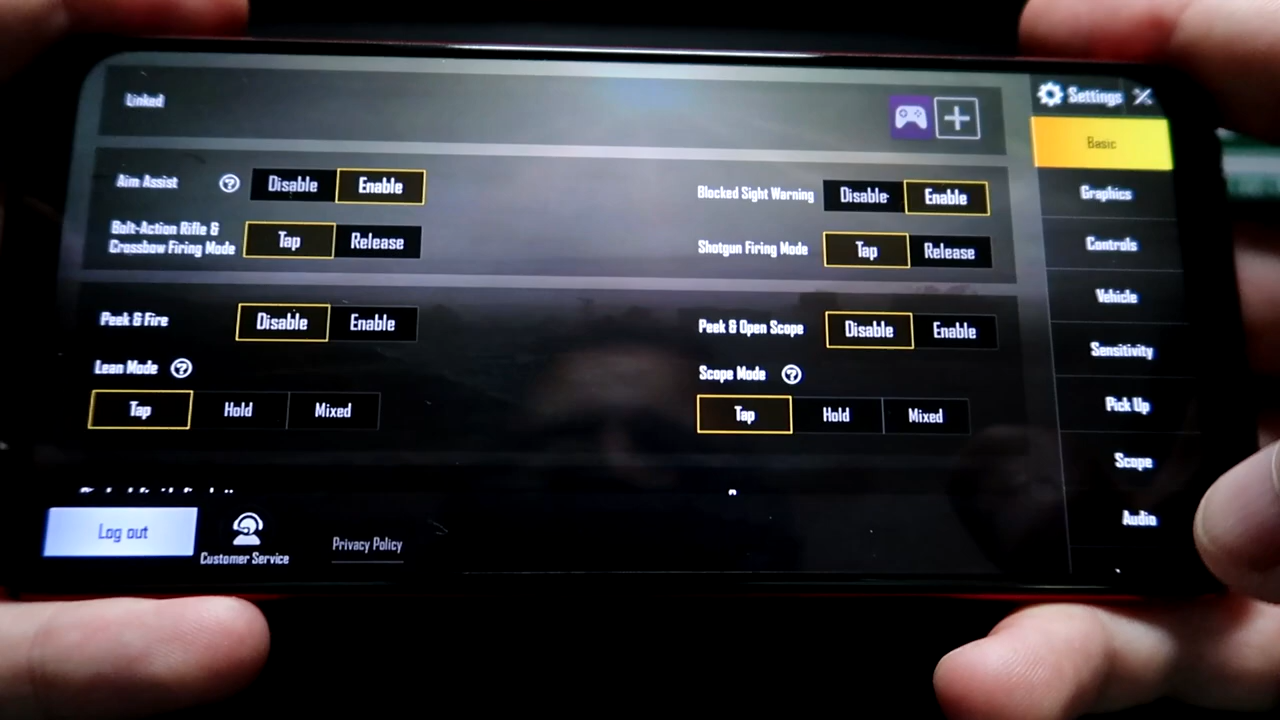 Linked
Settings
Basic
Aim Assist ? Disable Enable
Blocked Sight Warning Disable Enable
Graphics
Bolt-Action Rifle &
Crossbow Firing Mode Tap Release
Shotgun Firing Mode Tap Release
Controls
Vehicle
Peek & Fire Disable Enable
Peek & Open Scope Disable Enable
Sensitivity
Lean Mode ?
Scope Mode ?
Tap Hold Mixed
Tap Hold Mixed
Pick Up
Scope
Audio
Log out
Customer Service
Privacy Policy